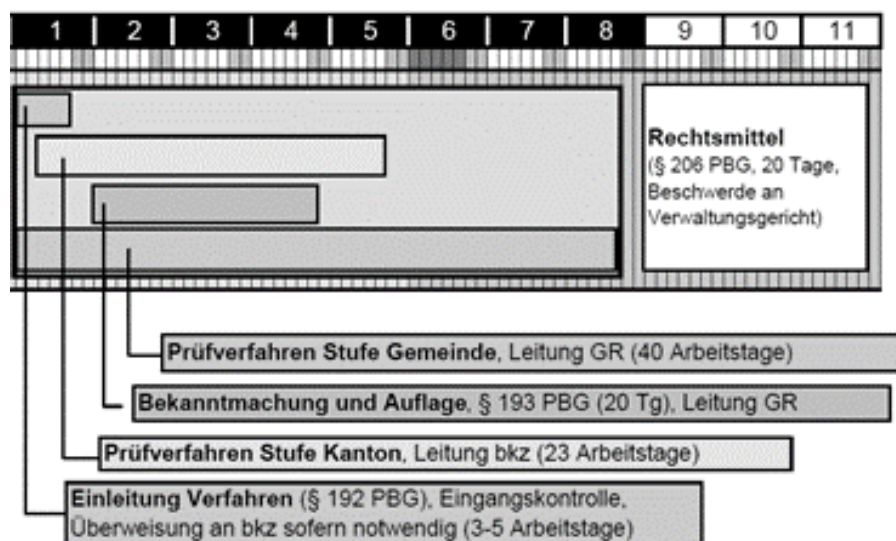 1 2 3 4 5 6 7 8 9 10 11
Rechtsmittel
(§ 206 PBG, 20 Tage,
Beschwerde an
Verwaltungsgericht)
Prüfverfahren Stufe Gemeinde, Leitung GR (40 Arbeitstage)
Bekanntmachung und Auflage, § 193 PBG (20 Tg), Leitung GR
Prüfverfahren Stufe Kanton, Leitung bkz (23 Arbeitstage)
Einleitung Verfahren (§ 192 PBG), Eingangskontrolle,
Überweisung an bkz sofern notwendig (3-5 Arbeitstage)